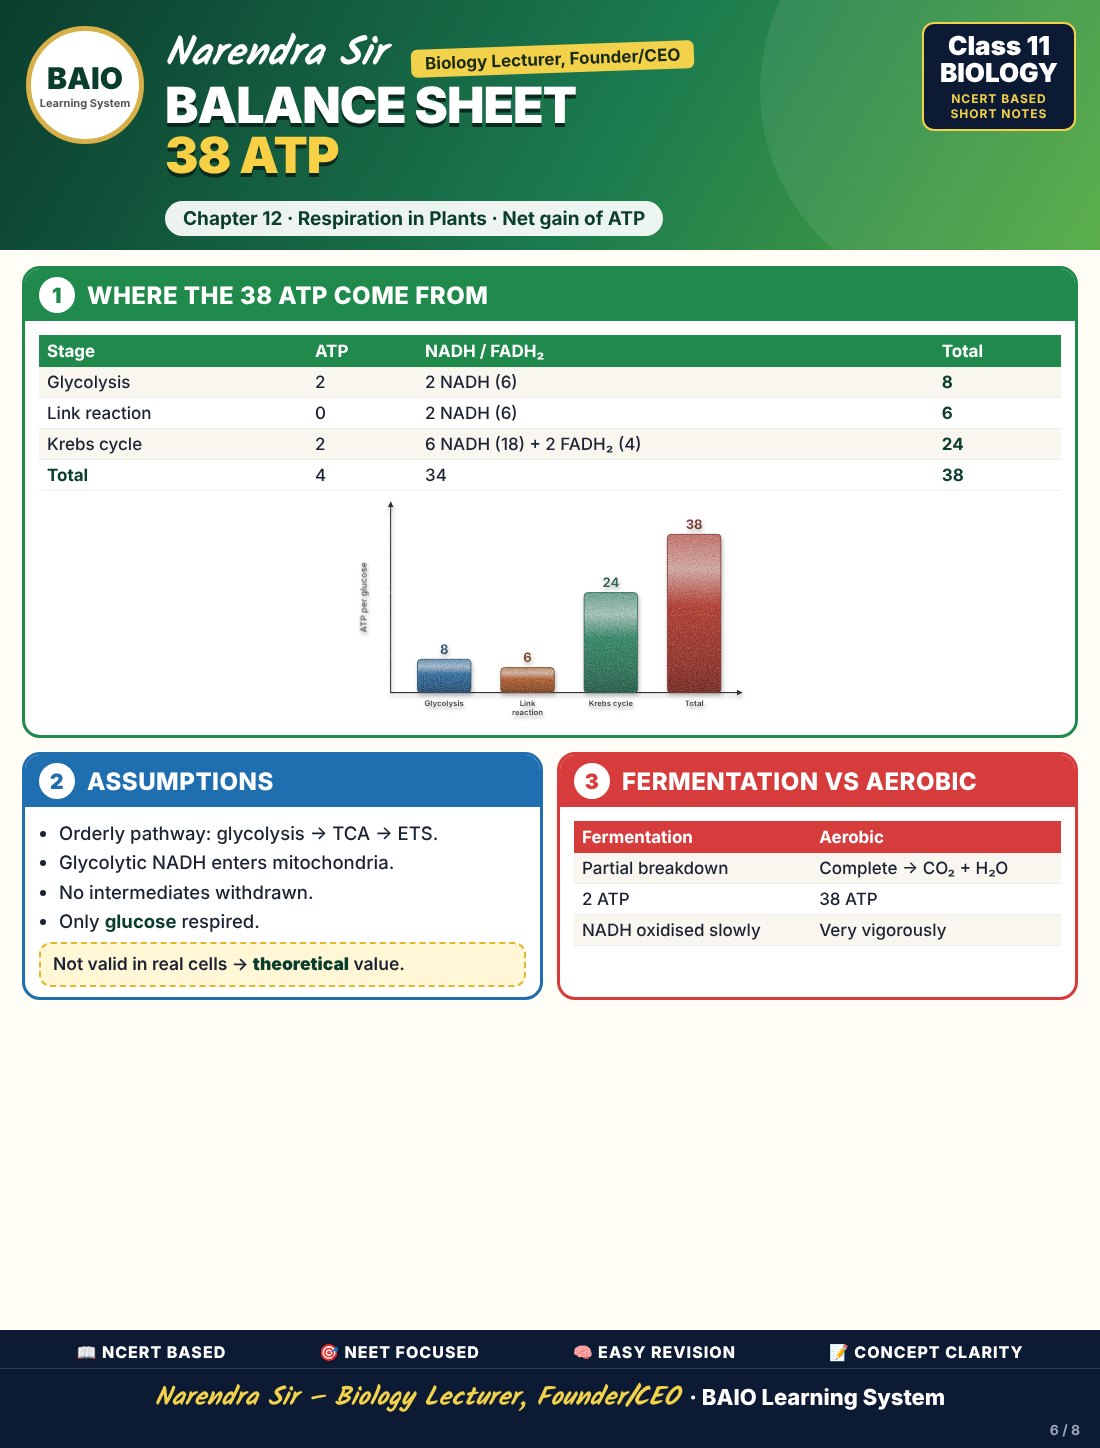 BAIO
Learning System
Narendra Sir
Biology Lecturer, Founder/CEO
BALANCE SHEET
38 ATP
Chapter 12 · Respiration in Plants · Net gain of ATP
Class 11
BIOLOGY
NCERT BASED
SHORT NOTES
1 WHERE THE 38 ATP COME FROM
Stage ATP NADH / FADH₂ Total
Glycolysis 2 2 NADH (6) 8
Link reaction 0 2 NADH (6) 6
Krebs cycle 2 6 NADH (18) + 2 FADH₂ (4) 24
Total 4 34 38
ATP per glucose
8
6
24
38
Glycolysis
Link
reaction
Krebs cycle
Total
2 ASSUMPTIONS
• Orderly pathway: glycolysis → TCA → ETS.
• Glycolytic NADH enters mitochondria.
• No intermediates withdrawn.
• Only glucose respired.
Not valid in real cells → theoretical value.
3 FERMENTATION VS AEROBIC
Fermentation Aerobic
Partial breakdown Complete → CO₂ + H₂O
2 ATP 38 ATP
NADH oxidised slowly Very vigorously
📖 NCERT BASED 🎯 NEET FOCUSED 🧠 EASY REVISION 📝 CONCEPT CLARITY
Narendra Sir – Biology Lecturer, Founder/CEO · BAIO Learning System
6 / 8